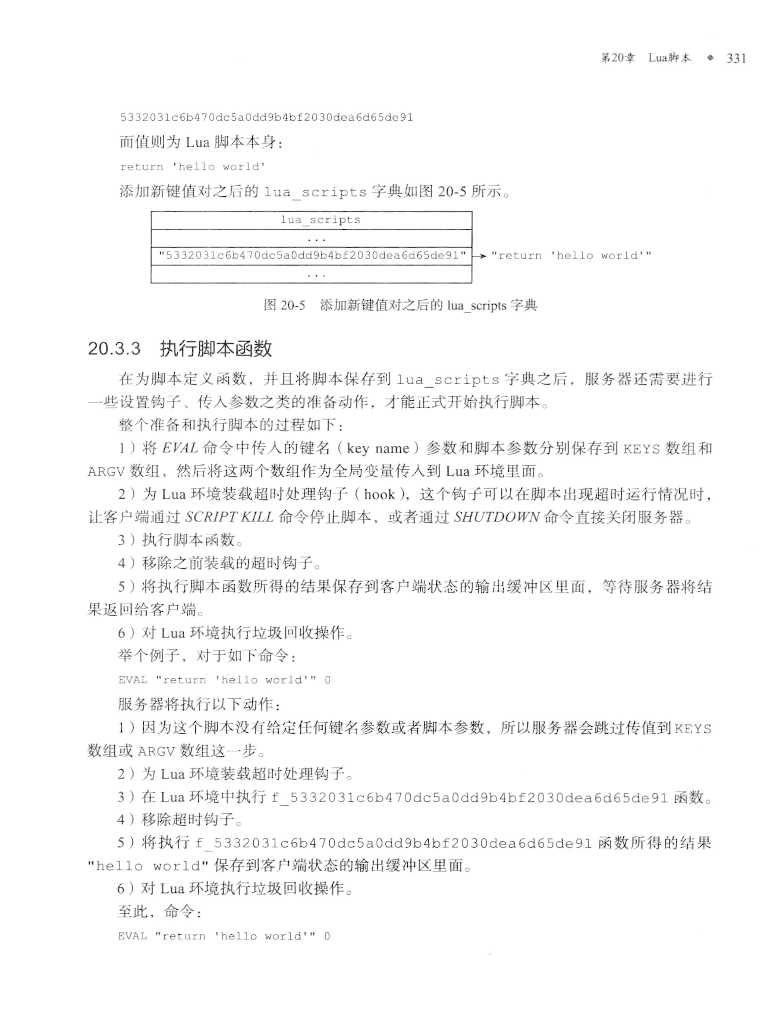 第20章 Lua脚本 ◆ 331
5332031c6b470dc5a0dd9b4bf2030dea6d65de91
而值则为 Lua 脚本本身：
return 'hello world'
添加新键值对之后的 lua_scripts 字典如图 20-5 所示。
lua_scripts
...
"5332031c6b470dc5a0dd9b4bf2030dea6d65de91" → "return 'hello world'"
...
图 20-5 添加新键值对之后的 lua_scripts 字典
20.3.3 执行脚本函数
在为脚本定义函数，并且将脚本保存到 lua_scripts 字典之后，服务器还需要进行
一些设置钩子、传入参数之类的准备动作，才能正式开始执行脚本。
整个准备和执行脚本的过程如下：
1）将 EVAL 命令中传入的键名（key name）参数和脚本参数分别保存到 KEYS 数组和
ARGV 数组，然后将这两个数组作为全局变量传入到 Lua 环境里面。
2）为 Lua 环境装载超时处理钩子（hook），这个钩子可以在脚本出现超时运行情况时，
让客户端通过 SCRIPT KILL 命令停止脚本，或者通过 SHUTDOWN 命令直接关闭服务器。
3）执行脚本函数。
4）移除之前装载的超时钩子。
5）将执行脚本函数所得的结果保存到客户端状态的输出缓冲区里面，等待服务器将结
果返回给客户端。
6）对 Lua 环境执行垃圾回收操作。
举个例子，对于如下命令：
EVAL "return 'hello world'" 0
服务器将执行以下动作：
1）因为这个脚本没有给定任何键名参数或者脚本参数，所以服务器会跳过传值到 KEYS
数组或 ARGV 数组这一步。
2）为 Lua 环境装载超时处理钩子。
3）在 Lua 环境中执行 f_5332031c6b470dc5a0dd9b4bf2030dea6d65de91 函数。
4）移除超时钩子。
5）将执行 f_5332031c6b470dc5a0dd9b4bf2030dea6d65de91 函数所得的结果
"hello world" 保存到客户端状态的输出缓冲区里面。
6）对 Lua 环境执行垃圾回收操作。
至此，命令：
EVAL "return 'hello world'" 0